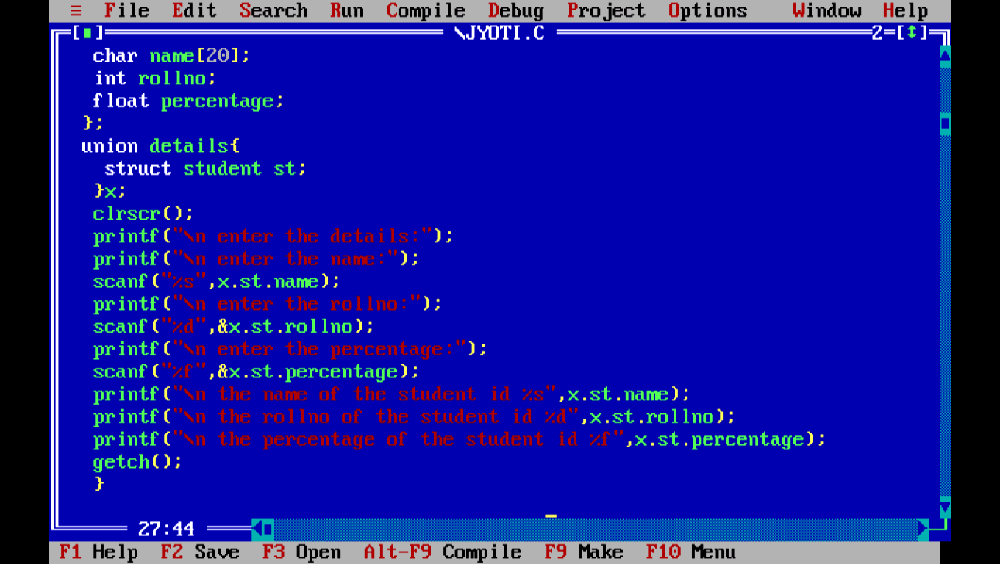 ≡ File Edit Search Run Compile Debug Project Options Window Help
[■] \JYOTI.C 2=[↕]
char name[20];
int rollno;
float percentage;
};
union details{
struct student st;
}x;
clrscr();
printf("\n enter the details:");
printf("\n enter the name:");
scanf("%s",x.st.name);
printf("\n enter the rollno:");
scanf("%d",&x.st.rollno);
printf("\n enter the percentage:");
scanf("%f",&x.st.percentage);
printf("\n the name of the student id %s",x.st.name);
printf("\n the rollno of the student id %d",x.st.rollno);
printf("\n the percentage of the student id %f",x.st.percentage);
getch();
}
27:44
F1 Help F2 Save F3 Open Alt-F9 Compile F9 Make F10 Menu